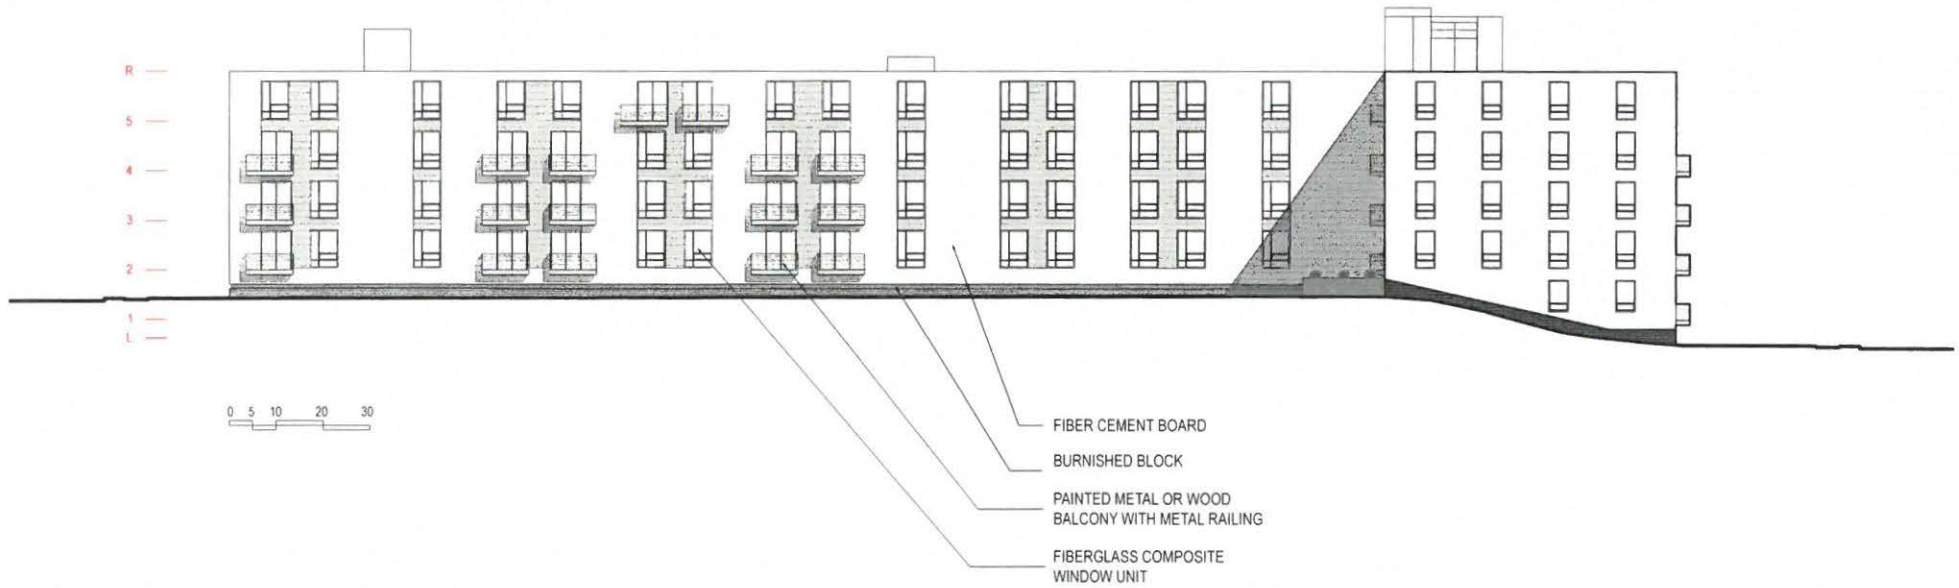 R
5
4
3
2
1
L
0 5 10 20 30
FIBER CEMENT BOARD
BURNISHED BLOCK
PAINTED METAL OR WOOD
BALCONY WITH METAL RAILING
FIBERGLASS COMPOSITE
WINDOW UNIT